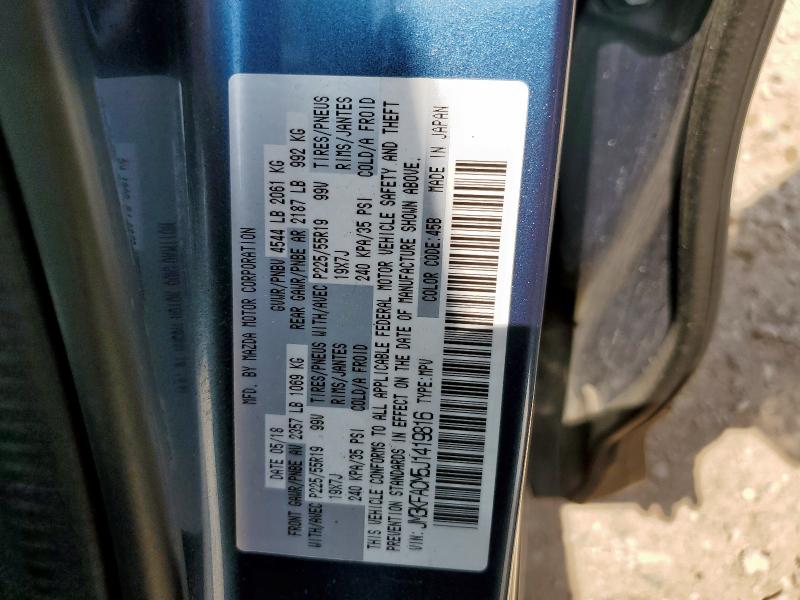 MFD. BY MAZDA MOTOR CORPORATION
DATE 05/18 GVWR/PNBV 4544 LB 2061 KG
FRONT GAWR/PNBE AV 2357 LB 1069 KG REAR GAWR/PNBE AR 2187 LB 992 KG
WITH/AVEC P225/55R19 99V TIRES/PNEUS WITH/AVEC P225/55R19 99V TIRES/PNEUS
19X7J RIMS/JANTES 19X7J RIMS/JANTES
240 KPA/35 PSI COLD/A FROID 240 KPA/35 PSI COLD/A FROID
THIS VEHICLE CONFORMS TO ALL APPLICABLE FEDERAL MOTOR VEHICLE SAFETY AND THEFT
PREVENTION STANDARDS IN EFFECT ON THE DATE OF MANUFACTURE SHOWN ABOVE.
VIN: JM3KFADM5J1419816 TYPE: MPV COLOR CODE: 45B MADE IN JAPAN